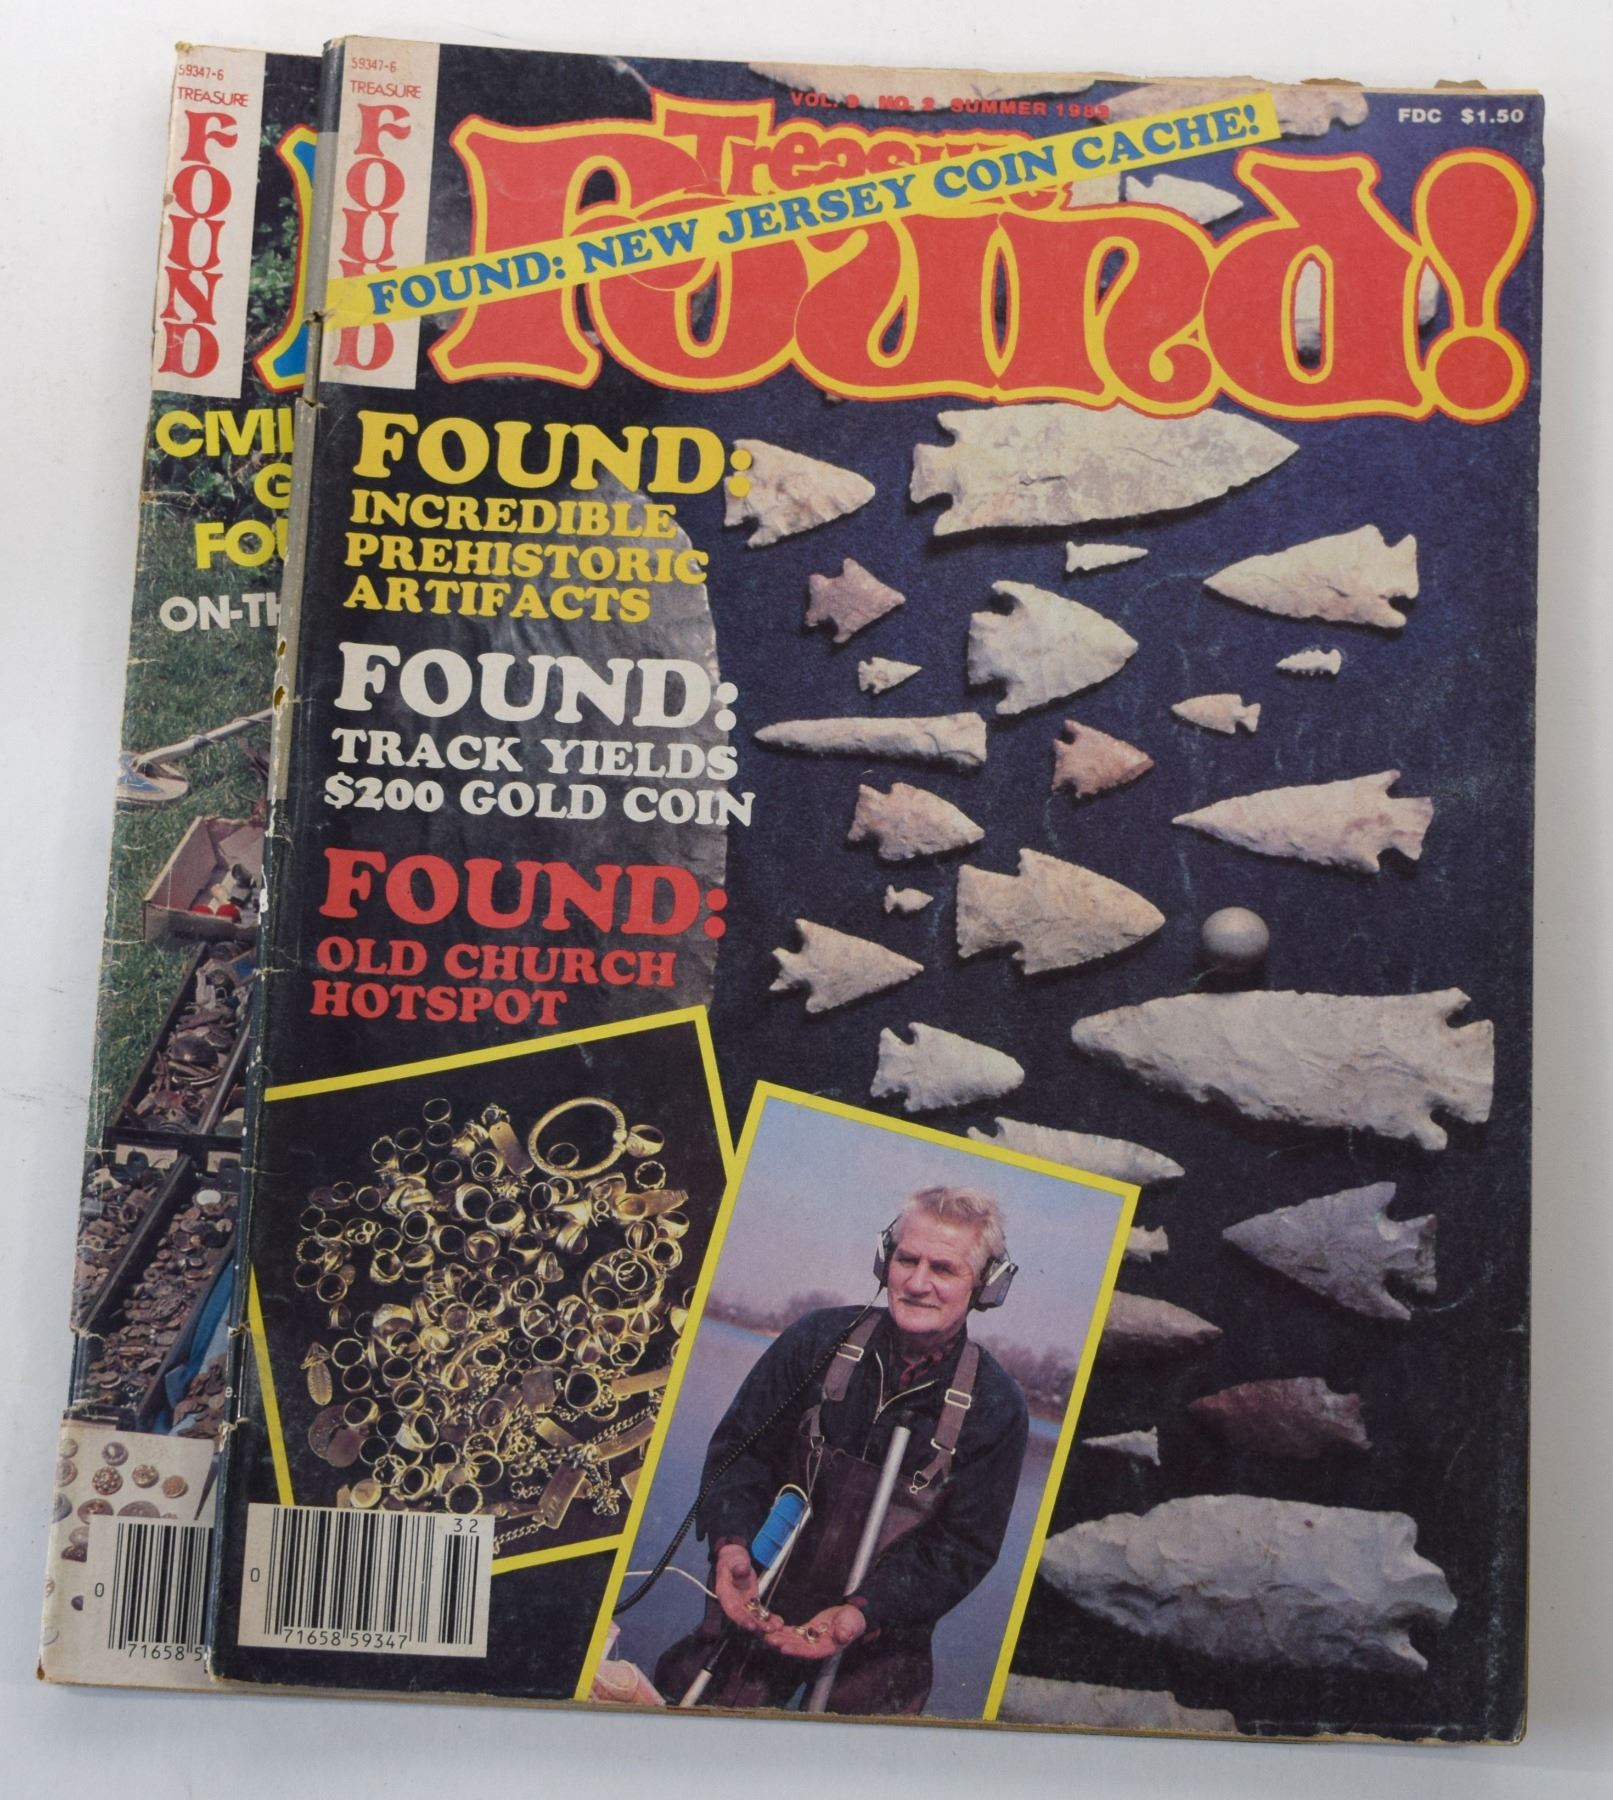 59347-6
TREASURE
FOUND
CIVIL
G
FOU
ON-TH
0
71658 5
59347-6
TREASURE
FOUND
VOL. 9 NO. 2 SUMMER 1983
FDC $1.50
Treasure
Found!
FOUND: NEW JERSEY COIN CACHE!
FOUND:
INCREDIBLE
PREHISTORIC
ARTIFACTS
FOUND:
TRACK YIELDS
$200 GOLD COIN
FOUND:
OLD CHURCH
HOTSPOT
32
0
71658 59347